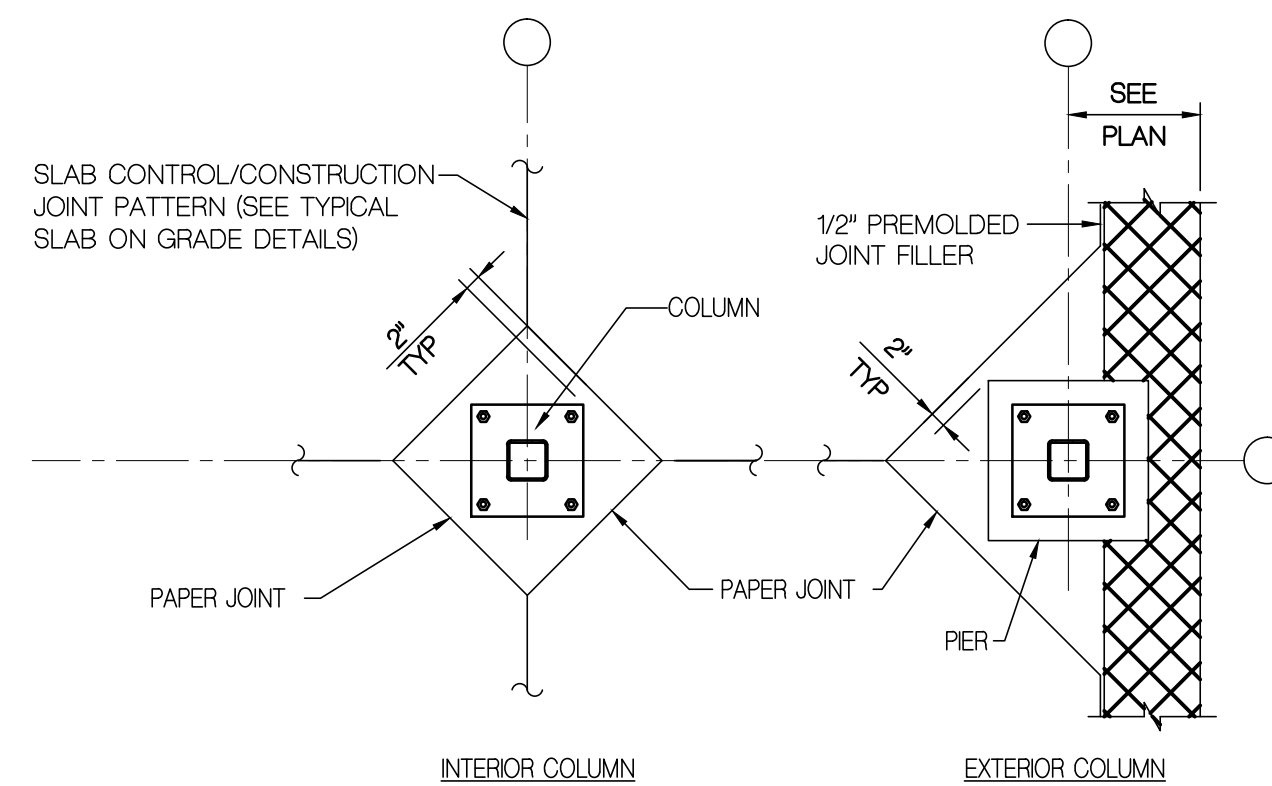 SLAB CONTROL/CONSTRUCTION
JOINT PATTERN (SEE TYPICAL
SLAB ON GRADE DETAILS)
2"
TYP
COLUMN
PAPER JOINT
PAPER JOINT
INTERIOR COLUMN
SEE
PLAN
1/2" PREMOLDED
JOINT FILLER
2"
TYP
PIER
EXTERIOR COLUMN